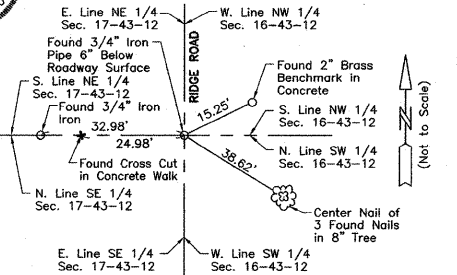 E. Line NE 1/4
Sec. 17-43-12
W. Line NW 1/4
Sec. 16-43-12
Found 3/4" Iron
Pipe 6" Below
Roadway Surface
RIDGE ROAD
Found 2" Brass
Benchmark in
Concrete
S. Line NE 1/4
Sec. 17-43-12
15.25'
Found 3/4" Iron
Iron
S. Line NW 1/4
Sec. 16-43-12
32.98'
24.98'
Found Cross Cut
in Concrete Walk
N. Line SW 1/4
Sec. 16-43-12
38.62'
N. Line SE 1/4
Sec. 17-43-12
Center Nail of
3 Found Nails
in 8" Tree
E. Line SE 1/4
Sec. 17-43-12
W. Line SW 1/4
Sec. 16-43-12
N
(Not to Scale)